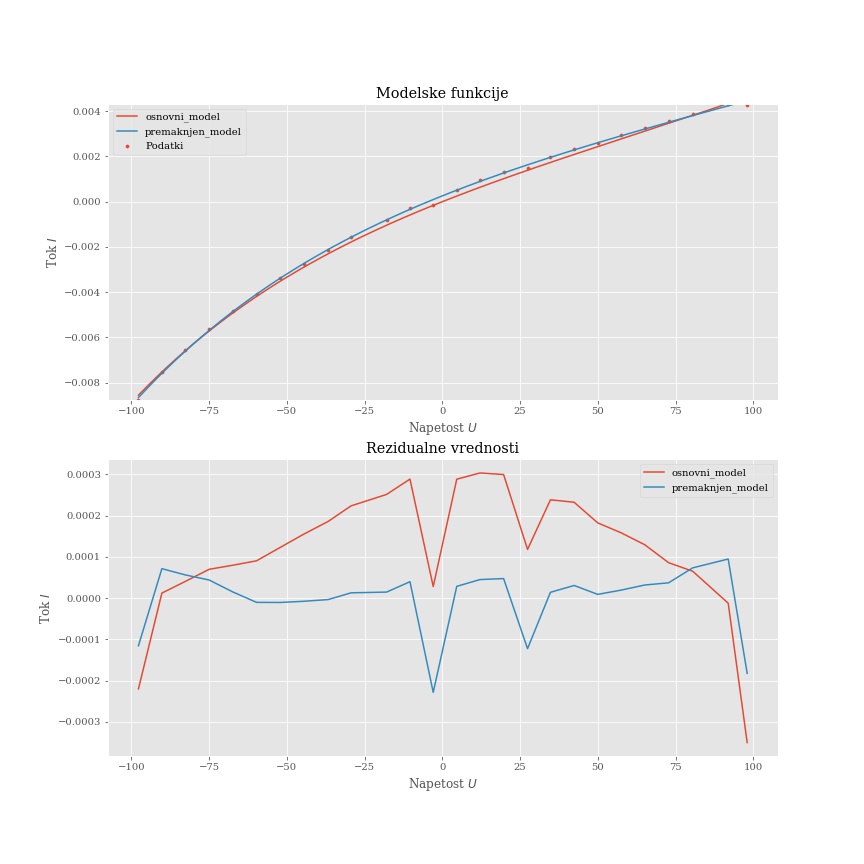 Modelske funkcije
osnovni_model
premaknjen_model
Podatki
0.004
0.002
0.000
−0.002
−0.004
−0.006
−0.008
Tok I
−100
−75
−50
−25
0
25
50
75
100
Napetost U
Rezidualne vrednosti
osnovni_model
premaknjen_model
0.0003
0.0002
0.0001
0.0000
−0.0001
−0.0002
−0.0003
Tok I
−100
−75
−50
−25
0
25
50
75
100
Napetost U